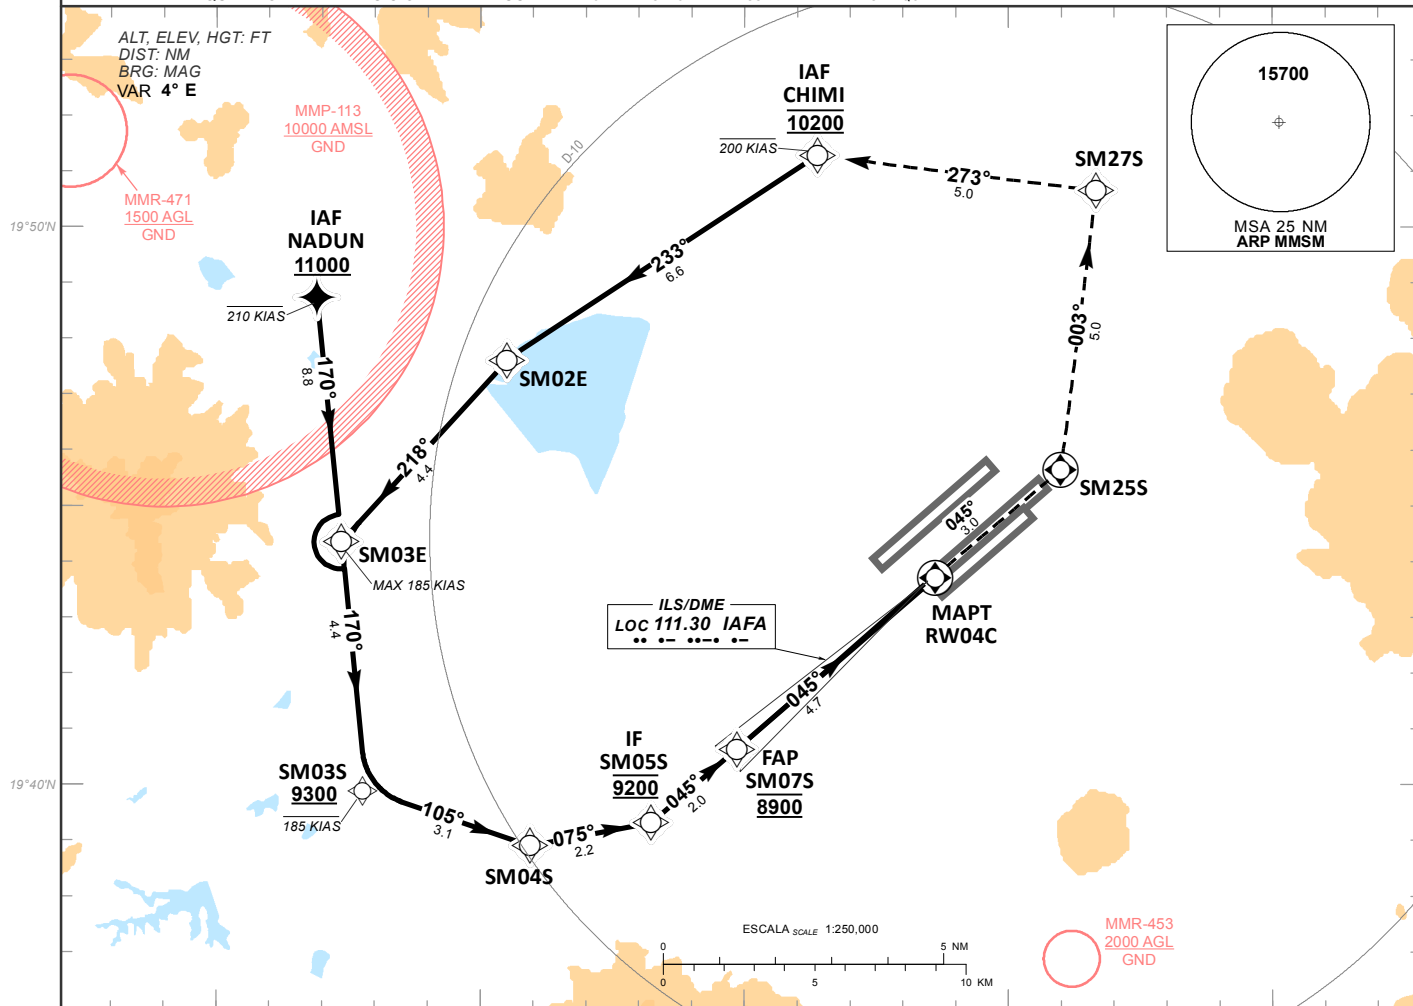 ALT, ELEV, HGT: FT
DIST: NM
BRG: MAG
VAR 4° E
MMP-113
10000 AMSL
GND
MMR-471
1500 AGL
GND
IAF
NADUN
11000
210 KIAS
19°50'N
D-10
IAF
CHIMI
10200
200 KIAS
SM27S
273°
5.0
15700
MSA 25 NM
ARP MMSM
233°
6.6
003°
5.0
170°
8.8
SM02E
218°
4.4
SM25S
045°
3.0
SM03E
MAX 185 KIAS
170°
4.4
ILS/DME
LOC 111.30 IAFA
MAPT
RW04C
045°
4.7
IF
SM05S
9200
FAP
SM07S
8900
045°
2.0
19°40'N
SM03S
9300
185 KIAS
105°
3.1
075°
2.2
SM04S
ESCALA SCALE 1:250,000
0
5 NM
0
5
10 KM
MMR-453
2000 AGL
GND